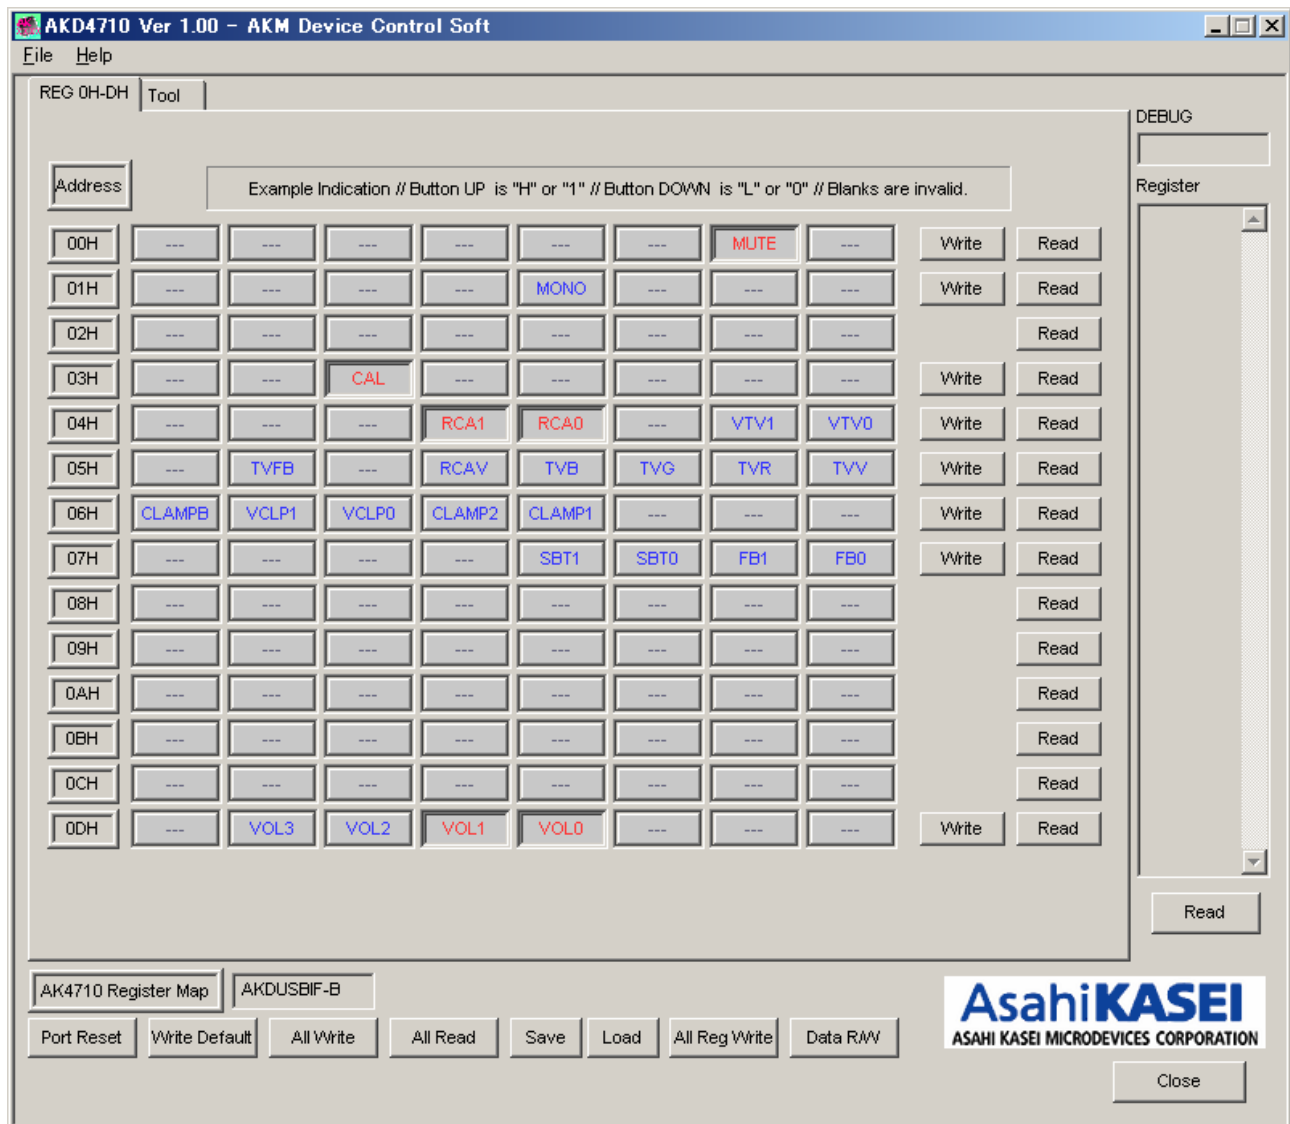 AKD4710 Ver 1.00 - AKM Device Control Soft
File Help
REG 0H-DH Tool
DEBUG
Address
Example Indication // Button UP is "H" or "1" // Button DOWN is "L" or "0" // Blanks are invalid.
Register
00H --- --- --- --- --- --- MUTE --- Write Read
01H --- --- --- --- MONO --- --- --- Write Read
02H --- --- --- --- --- --- --- --- Read
03H --- --- CAL --- --- --- --- --- Write Read
04H --- --- --- RCA1 RCA0 --- VTV1 VTV0 Write Read
05H --- TVFB --- RCAV TVB TVG TVR TVV Write Read
06H CLAMPB VCLP1 VCLP0 CLAMP2 CLAMP1 --- --- --- Write Read
07H --- --- --- --- SBT1 SBT0 FB1 FB0 Write Read
08H --- --- --- --- --- --- --- --- Read
09H --- --- --- --- --- --- --- --- Read
0AH --- --- --- --- --- --- --- --- Read
0BH --- --- --- --- --- --- --- --- Read
0CH --- --- --- --- --- --- --- --- Read
0DH --- VOL3 VOL2 VOL1 VOL0 --- --- --- Write Read
Read
AK4710 Register Map AKDUSBIF-B
AsahiKASEI
ASAHI KASEI MICRODEVICES CORPORATION
Port Reset Write Default All Write All Read Save Load All Reg Write Data R/W
Close